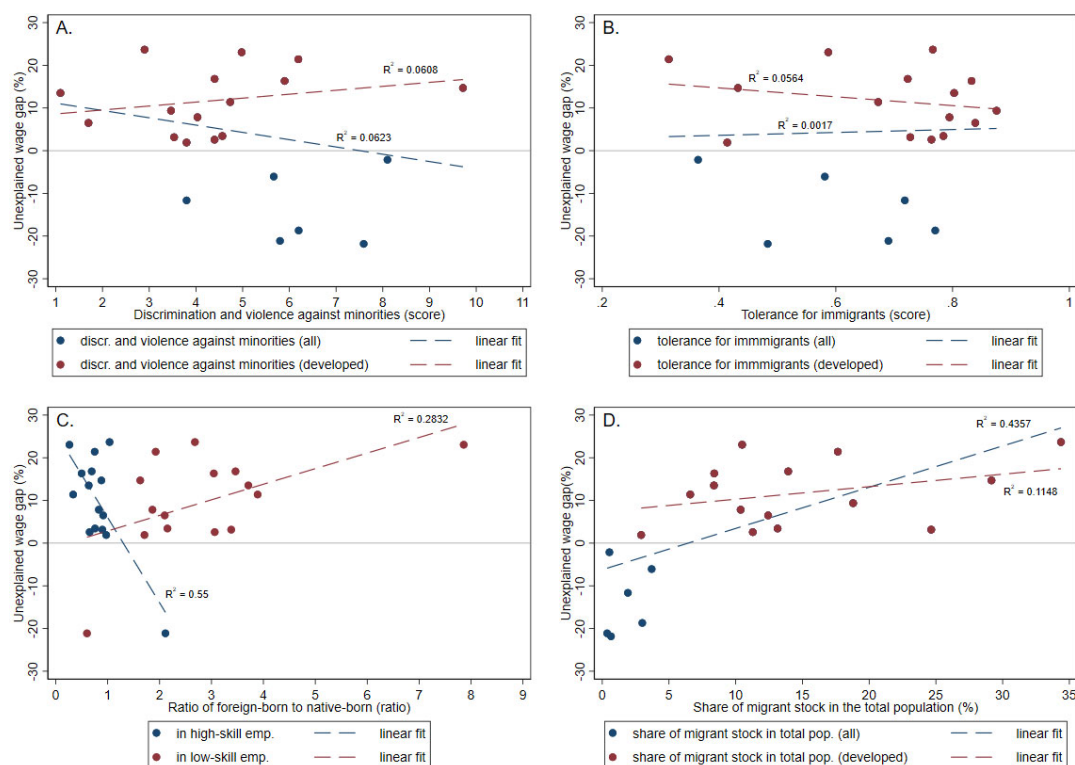 A.
Unexplained wage gap (%)
30
20
10
0
-10
-20
-30
R² = 0.0608
R² = 0.0623
1 2 3 4 5 6 7 8 9 10 11
Discrimination and violence against minorities (score)
discr. and violence against minorities (all) linear fit
discr. and violence against minorities (developed) linear fit
B.
Unexplained wage gap (%)
30
20
10
0
-10
-20
-30
R² = 0.0564
R² = 0.0017
.2 .4 .6 .8 1
Tolerance for immigrants (score)
tolerance for immmigrants (all) linear fit
tolerance for immmigrants (developed) linear fit
C.
Unexplained wage gap (%)
30
20
10
0
-10
-20
-30
R² = 0.2832
R² = 0.55
0 1 2 3 4 5 6 7 8 9
Ratio of foreign-born to native-born (ratio)
in high-skill emp. linear fit
in low-skill emp. linear fit
D.
Unexplained wage gap(%)
30
20
10
0
-10
-20
-30
R² = 0.4357
R² = 0.1148
0 5 10 15 20 25 30 35
Share of migrant stock in the total population (%)
share of migrant stock in total pop. (all) linear fit
share of migrant stock in total pop. (developed) linear fit